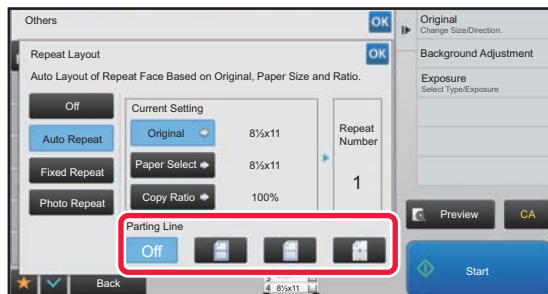 Others
OK
Original
Change Size/Direction.
Repeat Layout
OK
Background Adjustment
Auto Layout of Repeat Face Based on Original, Paper Size and Ratio.
Exposure
Select Type/Exposure
Off
Current Setting
Auto Repeat
Original
8½x11
Repeat
Number
Fixed Repeat
Paper Select
8½x11
1
Photo Repeat
Copy Ratio
100%
Parting Line
Off
Preview
CA
Start
Back
4 8½x11